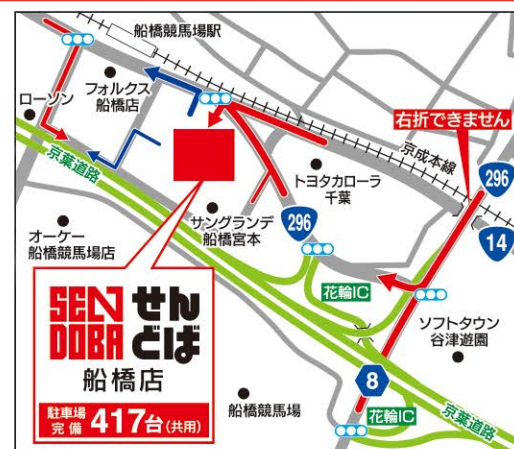 船橋競馬場駅
フォルクス
船橋店
ローソン
右折できません
京成本線
京葉道路
トヨタカローラ
千葉
296
14
サングランデ
船橋宮本
296
オーケー
船橋競馬場店
花輪IC
SEN
DOBA
せん
どば
船橋店
駐車場
完備
417台(共用)
ソフトタウン
谷津遊園
8
船橋競馬場
花輪IC
京葉道路